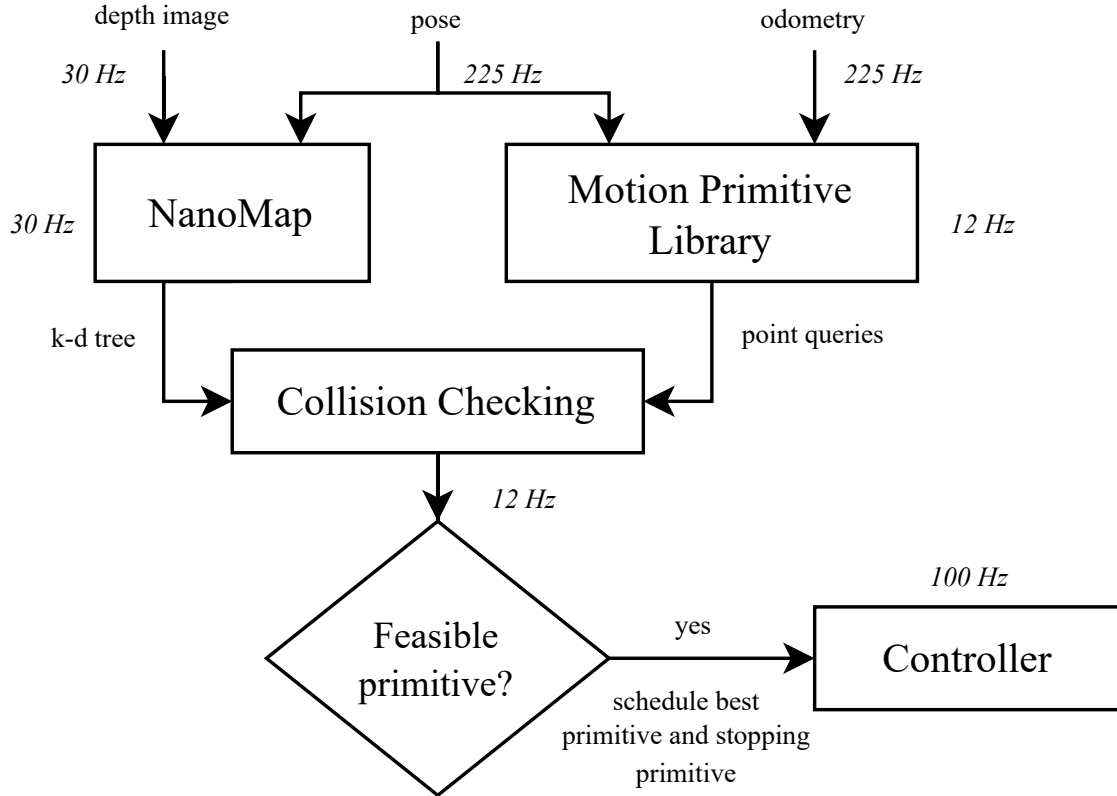 depth image
pose
odometry
30 Hz
225 Hz
225 Hz
NanoMap
Motion Primitive
Library
30 Hz
12 Hz
k-d tree
point queries
Collision Checking
12 Hz
100 Hz
Feasible
primitive?
yes
Controller
schedule best
primitive and stopping
primitive